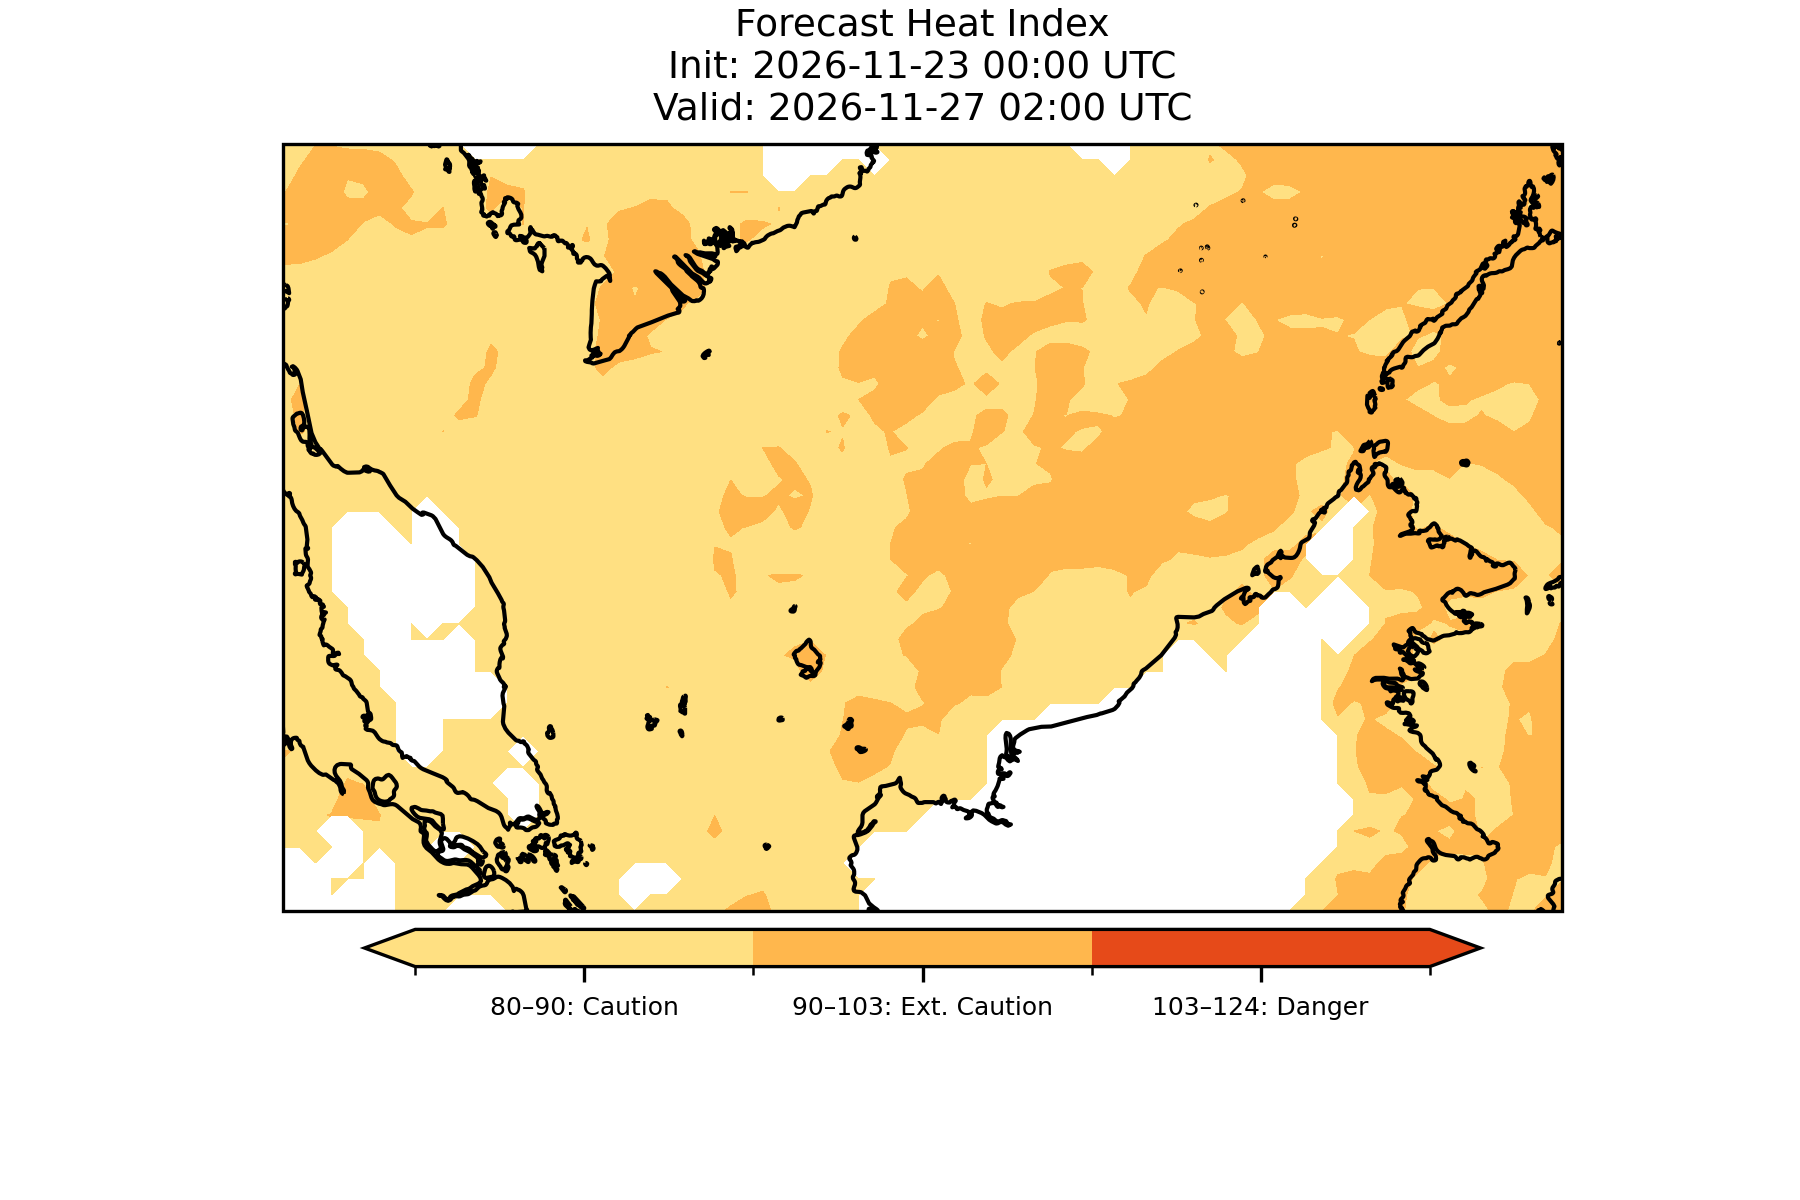 Forecast Heat Index
Init: 2026-11-23 00:00 UTC
Valid: 2026-11-27 02:00 UTC
80–90: Caution
90–103: Ext. Caution
103–124: Danger